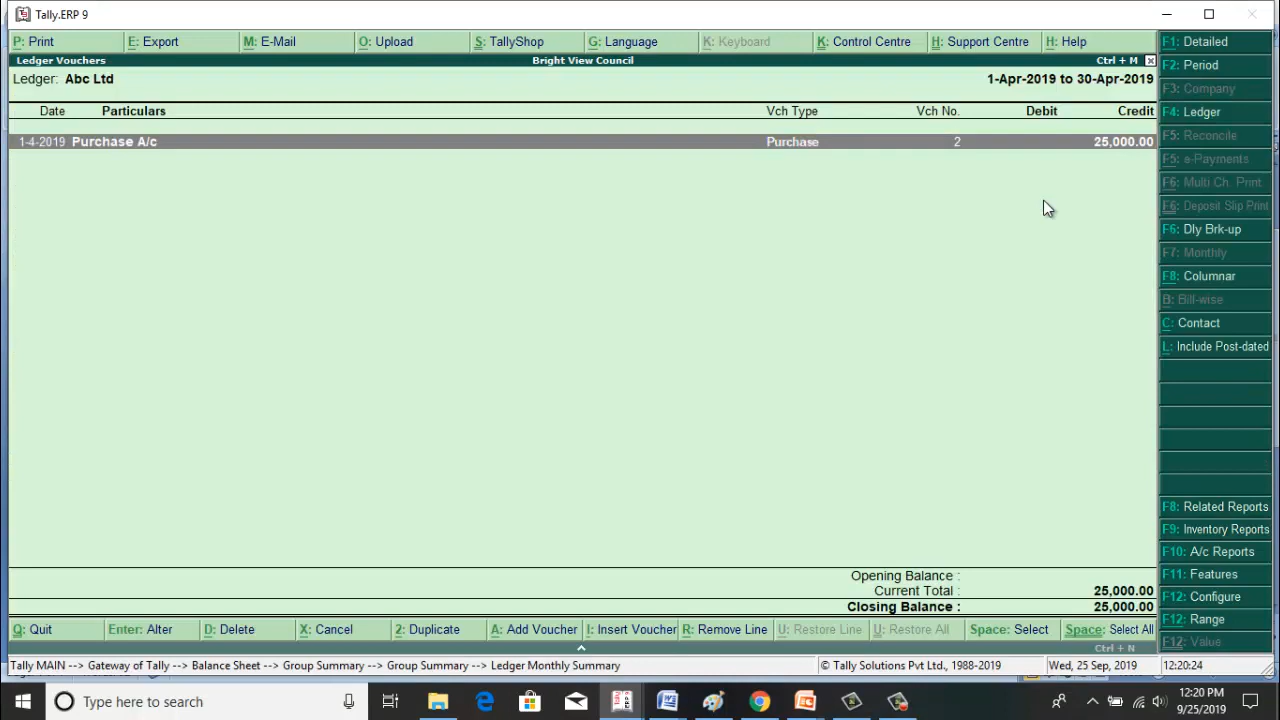 Tally.ERP 9
P: Print E: Export M: E-Mail O: Upload S: TallyShop G: Language K: Keyboard K: Control Centre H: Support Centre H: Help
Ledger Vouchers Bright View Council Ctrl + M
Ledger: Abc Ltd 1-Apr-2019 to 30-Apr-2019
Date Particulars Vch Type Vch No. Debit Credit
1-4-2019 Purchase A/c Purchase 2 25,000.00
Opening Balance :
Current Total : 25,000.00
Closing Balance : 25,000.00
F1: Detailed
F2: Period
F3: Company
F4: Ledger
F5: Reconcile
F5: e-Payments
F6: Multi Ch. Print
F6: Deposit Slip Print
F6: Dly Brk-up
F7: Monthly
F8: Columnar
B: Bill-wise
C: Contact
L: Include Post-dated
F8: Related Reports
F9: Inventory Reports
F10: A/c Reports
F11: Features
F12: Configure
F12: Range
F12: Value
Q: Quit Enter: Alter D: Delete X: Cancel 2: Duplicate A: Add Voucher I: Insert Voucher R: Remove Line U: Restore Line U: Restore All Space: Select Space: Select All
Ctrl + N
Tally MAIN --> Gateway of Tally --> Balance Sheet --> Group Summary --> Group Summary --> Ledger Monthly Summary © Tally Solutions Pvt Ltd., 1988-2019 Wed, 25 Sep, 2019 12:20:24
Type here to search
12:20 PM
9/25/2019